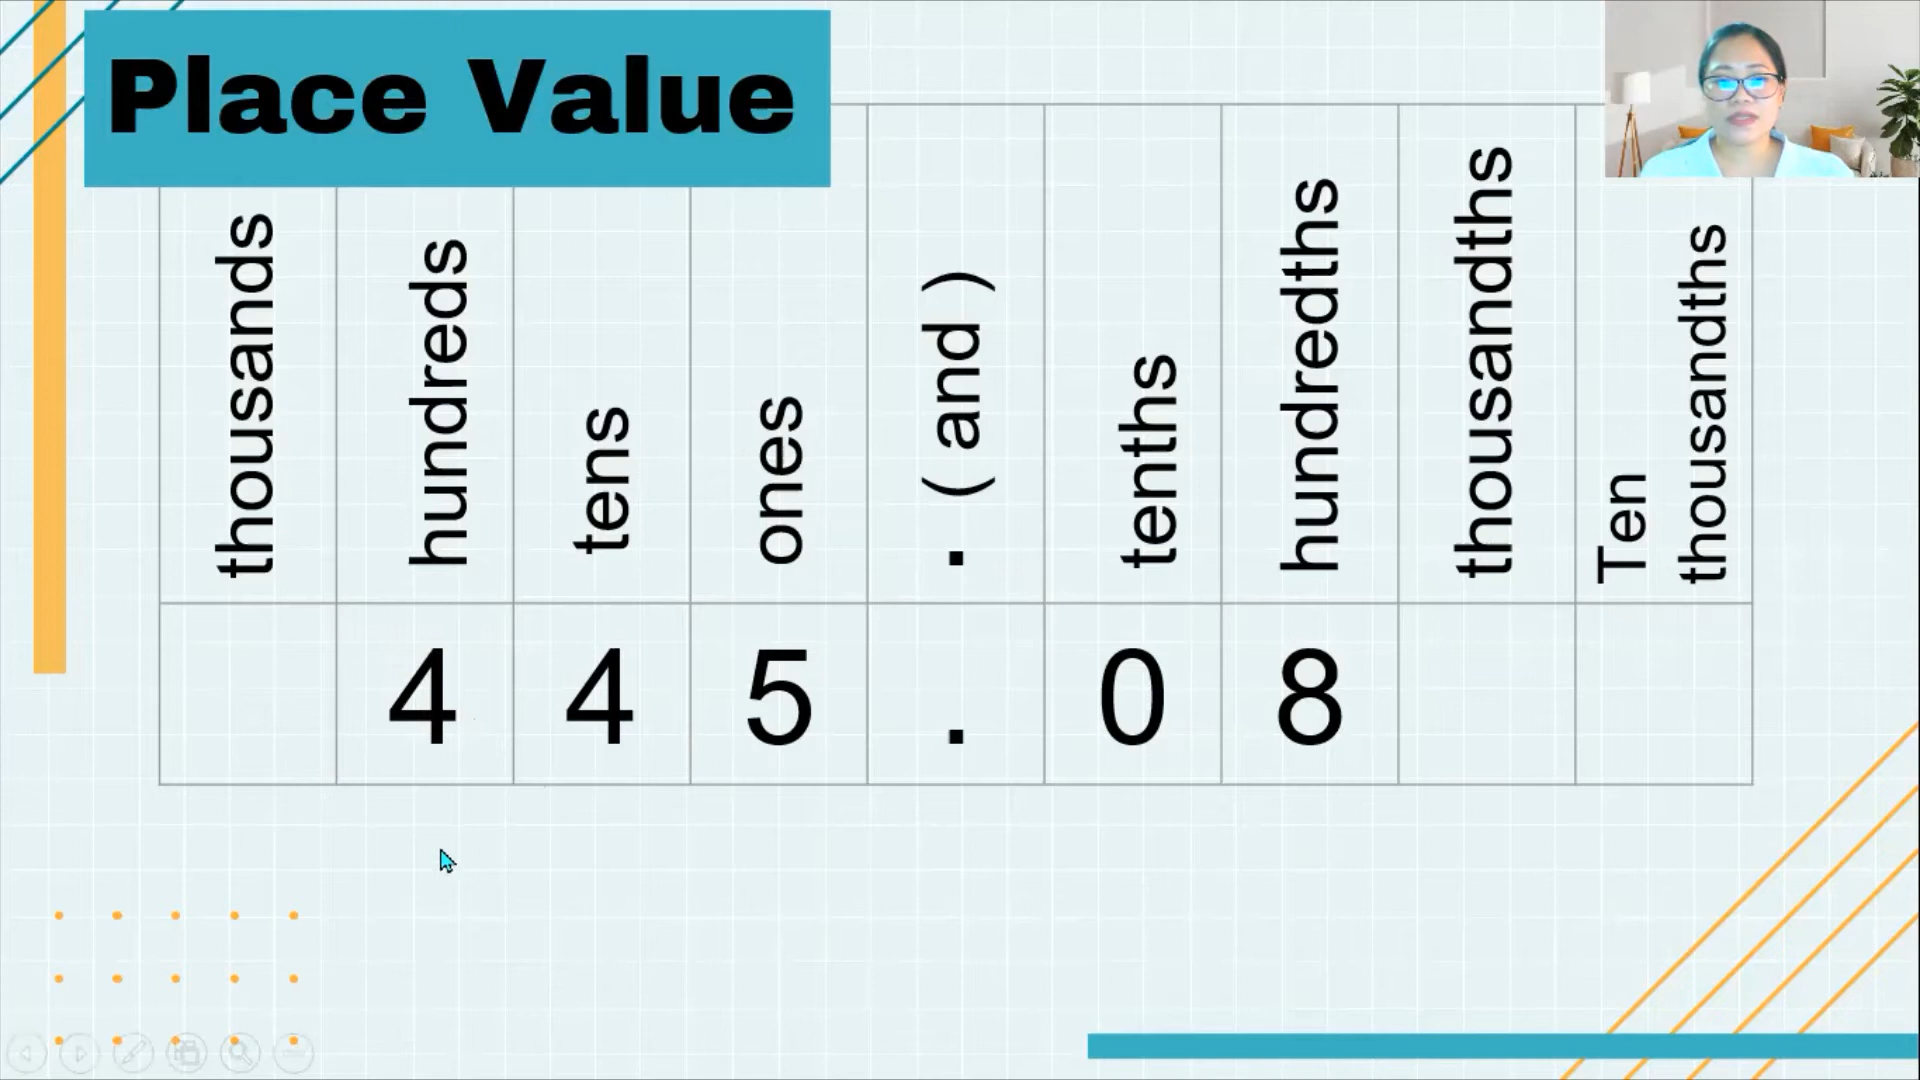 Place Value
thousands
hundreds
tens
ones
. ( and )
tenths
hundredths
thousandths
Ten
thousandths
4 4 5 . 0 8